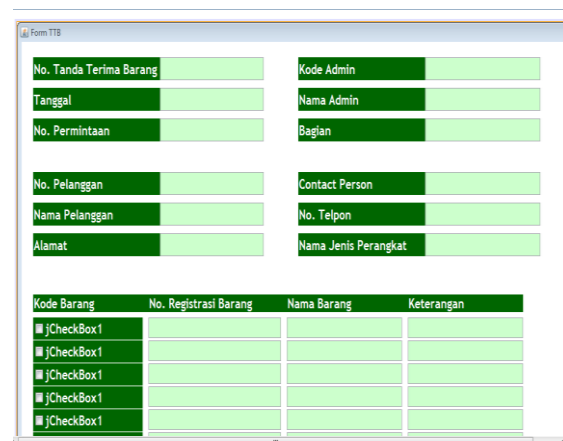 Form TTB
No. Tanda Terima Barang
Kode Admin
Tanggal
Nama Admin
No. Permintaan
Bagian
No. Pelanggan
Contact Person
Nama Pelanggan
No. Telpon
Alamat
Nama Jenis Perangkat
Kode Barang No. Registrasi Barang Nama Barang Keterangan
jCheckBox1
jCheckBox1
jCheckBox1
jCheckBox1
jCheckBox1